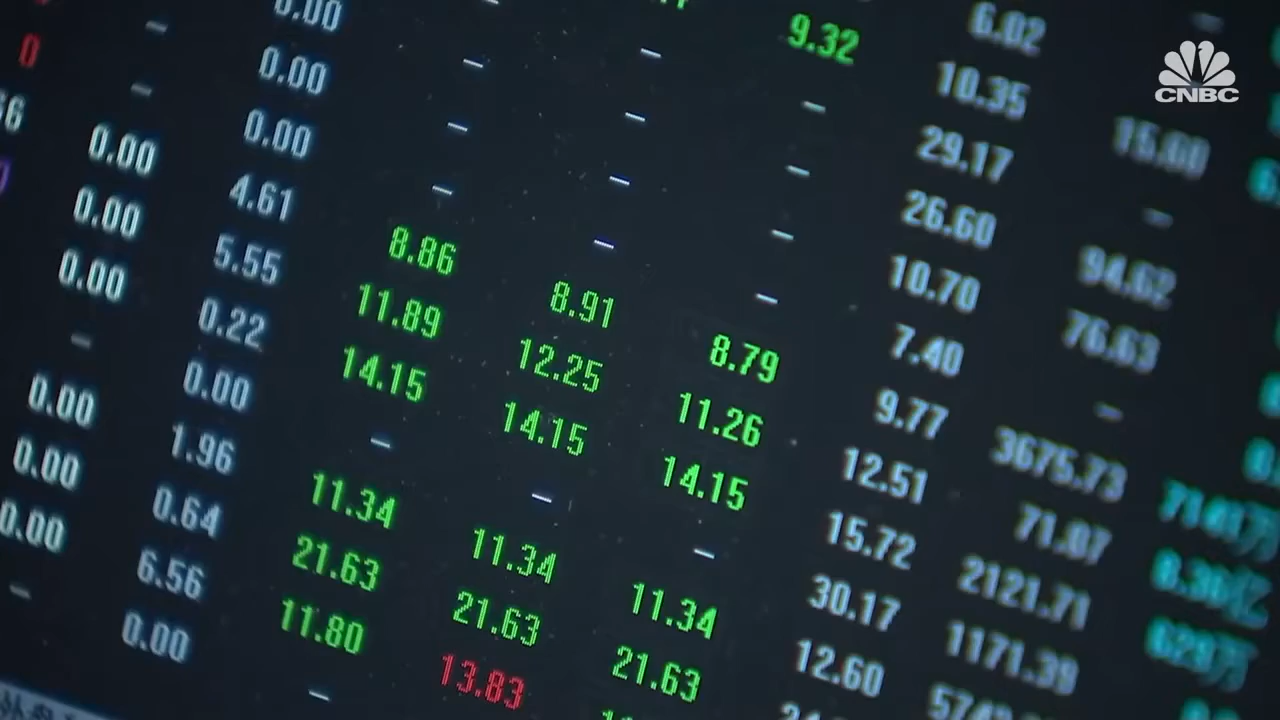 CNBC
6.02 –
9.32 10.35 15.60
– – – 29.17 –
0.00 – – – 26.60 94.62
– 0.00 – – – 10.70 76.63
0 – 0.00 – – – 7.40 –
0.00 4.61 8.86 8.91 8.79 9.77 3675.73
0.00 5.55 11.89 12.25 11.26 12.51 71.07
0.00 0.22 14.15 14.15 14.15 15.72 2121.71
– 0.00 – – – 30.17 1171.39
0.00 1.96 11.34 11.34 11.34 12.60
0.00 0.64 21.63 21.63 21.63
0.00 6.56 11.80 13.83
– 0.00 –